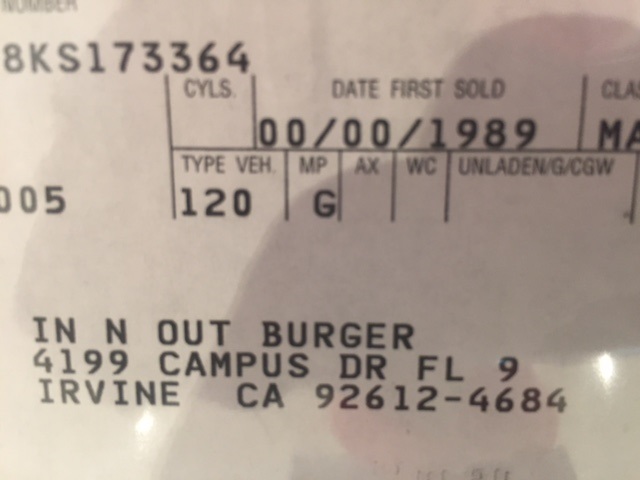 NUMBER
8KS173364
CYLS. DATE FIRST SOLD CLA
00/00/1989 MA
TYPE VEH. MP AX WC UNLADEN/G/CGW
005 120 G
IN N OUT BURGER
4199 CAMPUS DR FL 9
IRVINE CA 92612-4684